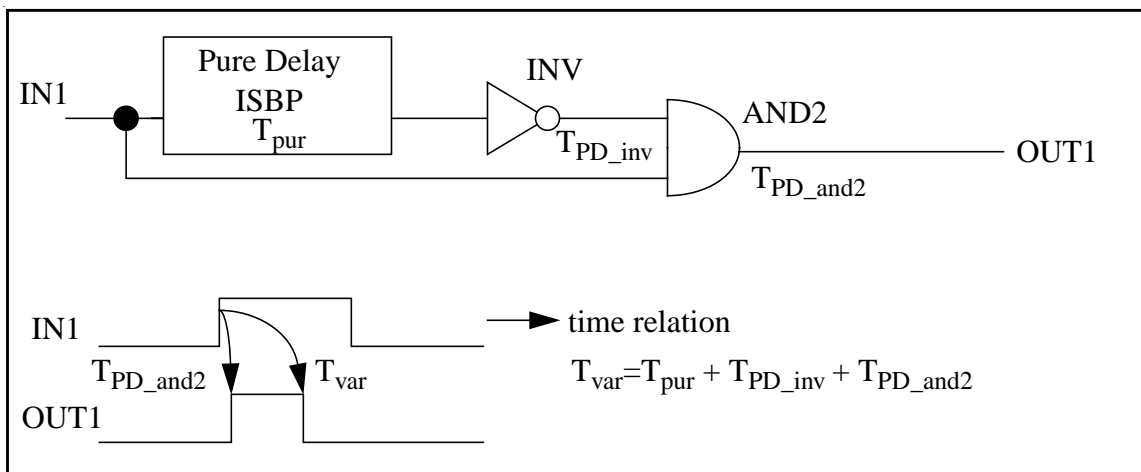 Pure Delay
ISBP
T_pur
IN1
INV
T_PD_inv
AND2
T_PD_and2
OUT1
IN1
time relation
T_PD_and2
T_var
T_var=T_pur + T_PD_inv + T_PD_and2
OUT1